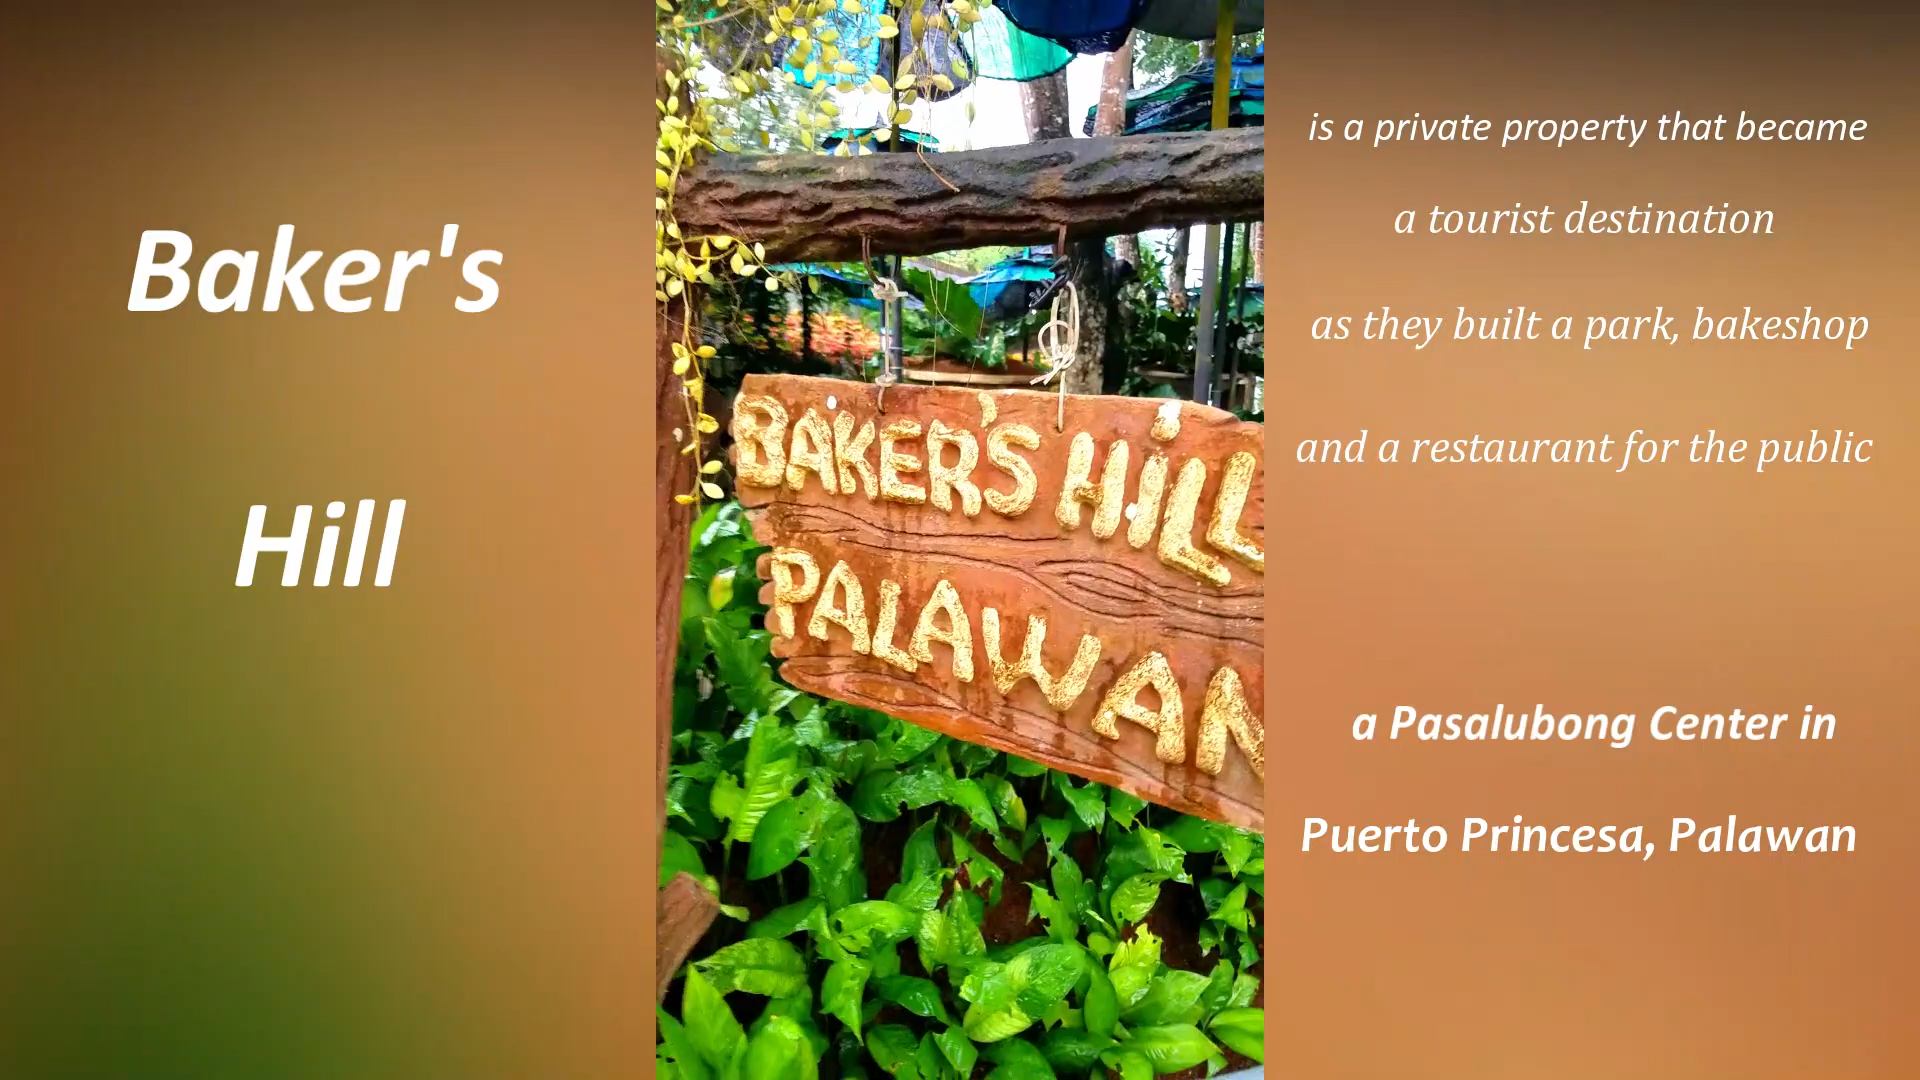 Baker's
Hill
BAKER'S HiLL
PALAWAN
is a private property that became
a tourist destination
as they built a park, bakeshop
and a restaurant for the public
a Pasalubong Center in
Puerto Princesa, Palawan